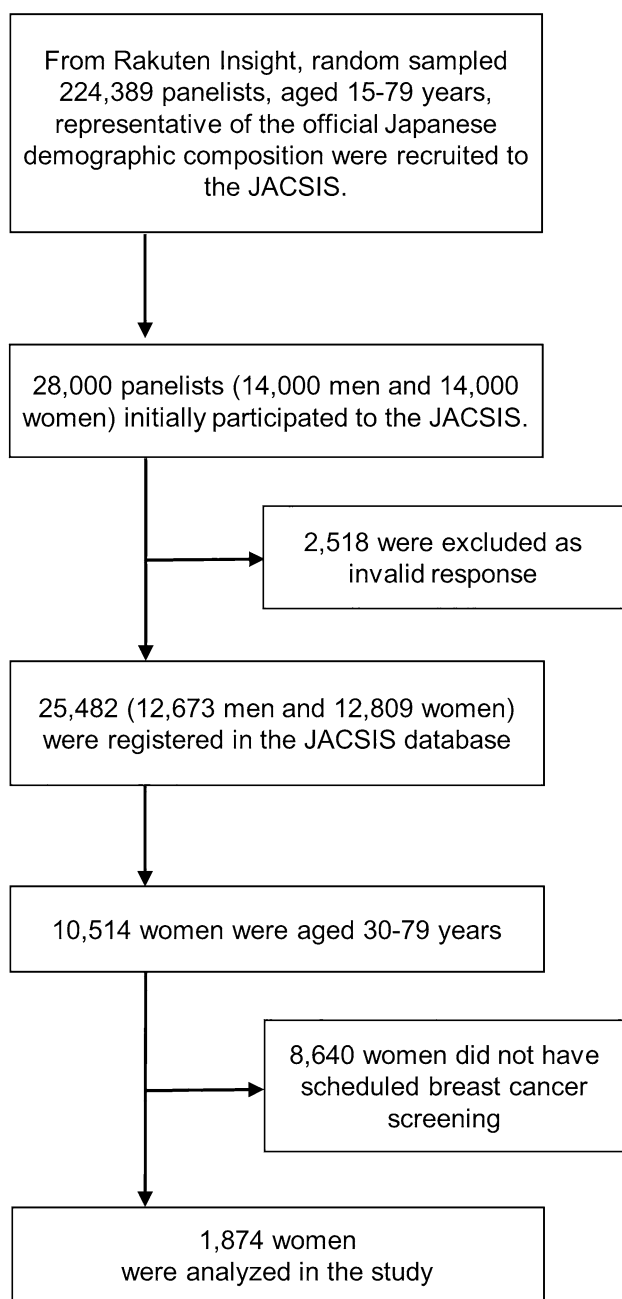 From Rakuten Insight, random sampled
224,389 panelists, aged 15-79 years,
representative of the official Japanese
demographic composition were recruited to
the JACSIS.
28,000 panelists (14,000 men and 14,000
women) initially participated to the JACSIS.
2,518 were excluded as
invalid response
25,482 (12,673 men and 12,809 women)
were registered in the JACSIS database
10,514 women were aged 30-79 years
8,640 women did not have
scheduled breast cancer
screening
1,874 women
were analyzed in the study